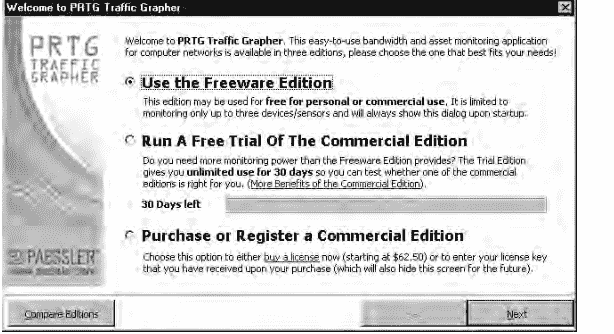 Welcome to PRTG Traffic Grapher
PRTG
TRAFFIC
GRAPHER
Welcome to PRTG Traffic Grapher. This easy-to-use bandwidth and asset monitoring application
for computer networks is available in three editions, please choose the one that best fits your needs!
Use the Freeware Edition
This edition may be used for free for personal or commercial use. It is limited to
monitoring only up to three devices/sensors and will always show this dialog upon startup.
Run A Free Trial Of The Commercial Edition
Do you need more monitoring power than the Freeware Edition provides? The Trial Edition
gives you unlimited use for 30 days so you can test whether one of the commercial
editions is right for you. (More Benefits of the Commercial Edition).
30 Days left
Purchase or Register a Commercial Edition
Choose this option to either buy a license now (starting at $62.50) or to enter your license key
that you have received upon your purchase (which will also hide this screen for the future).
PAESSLER
Compare Editions
Next